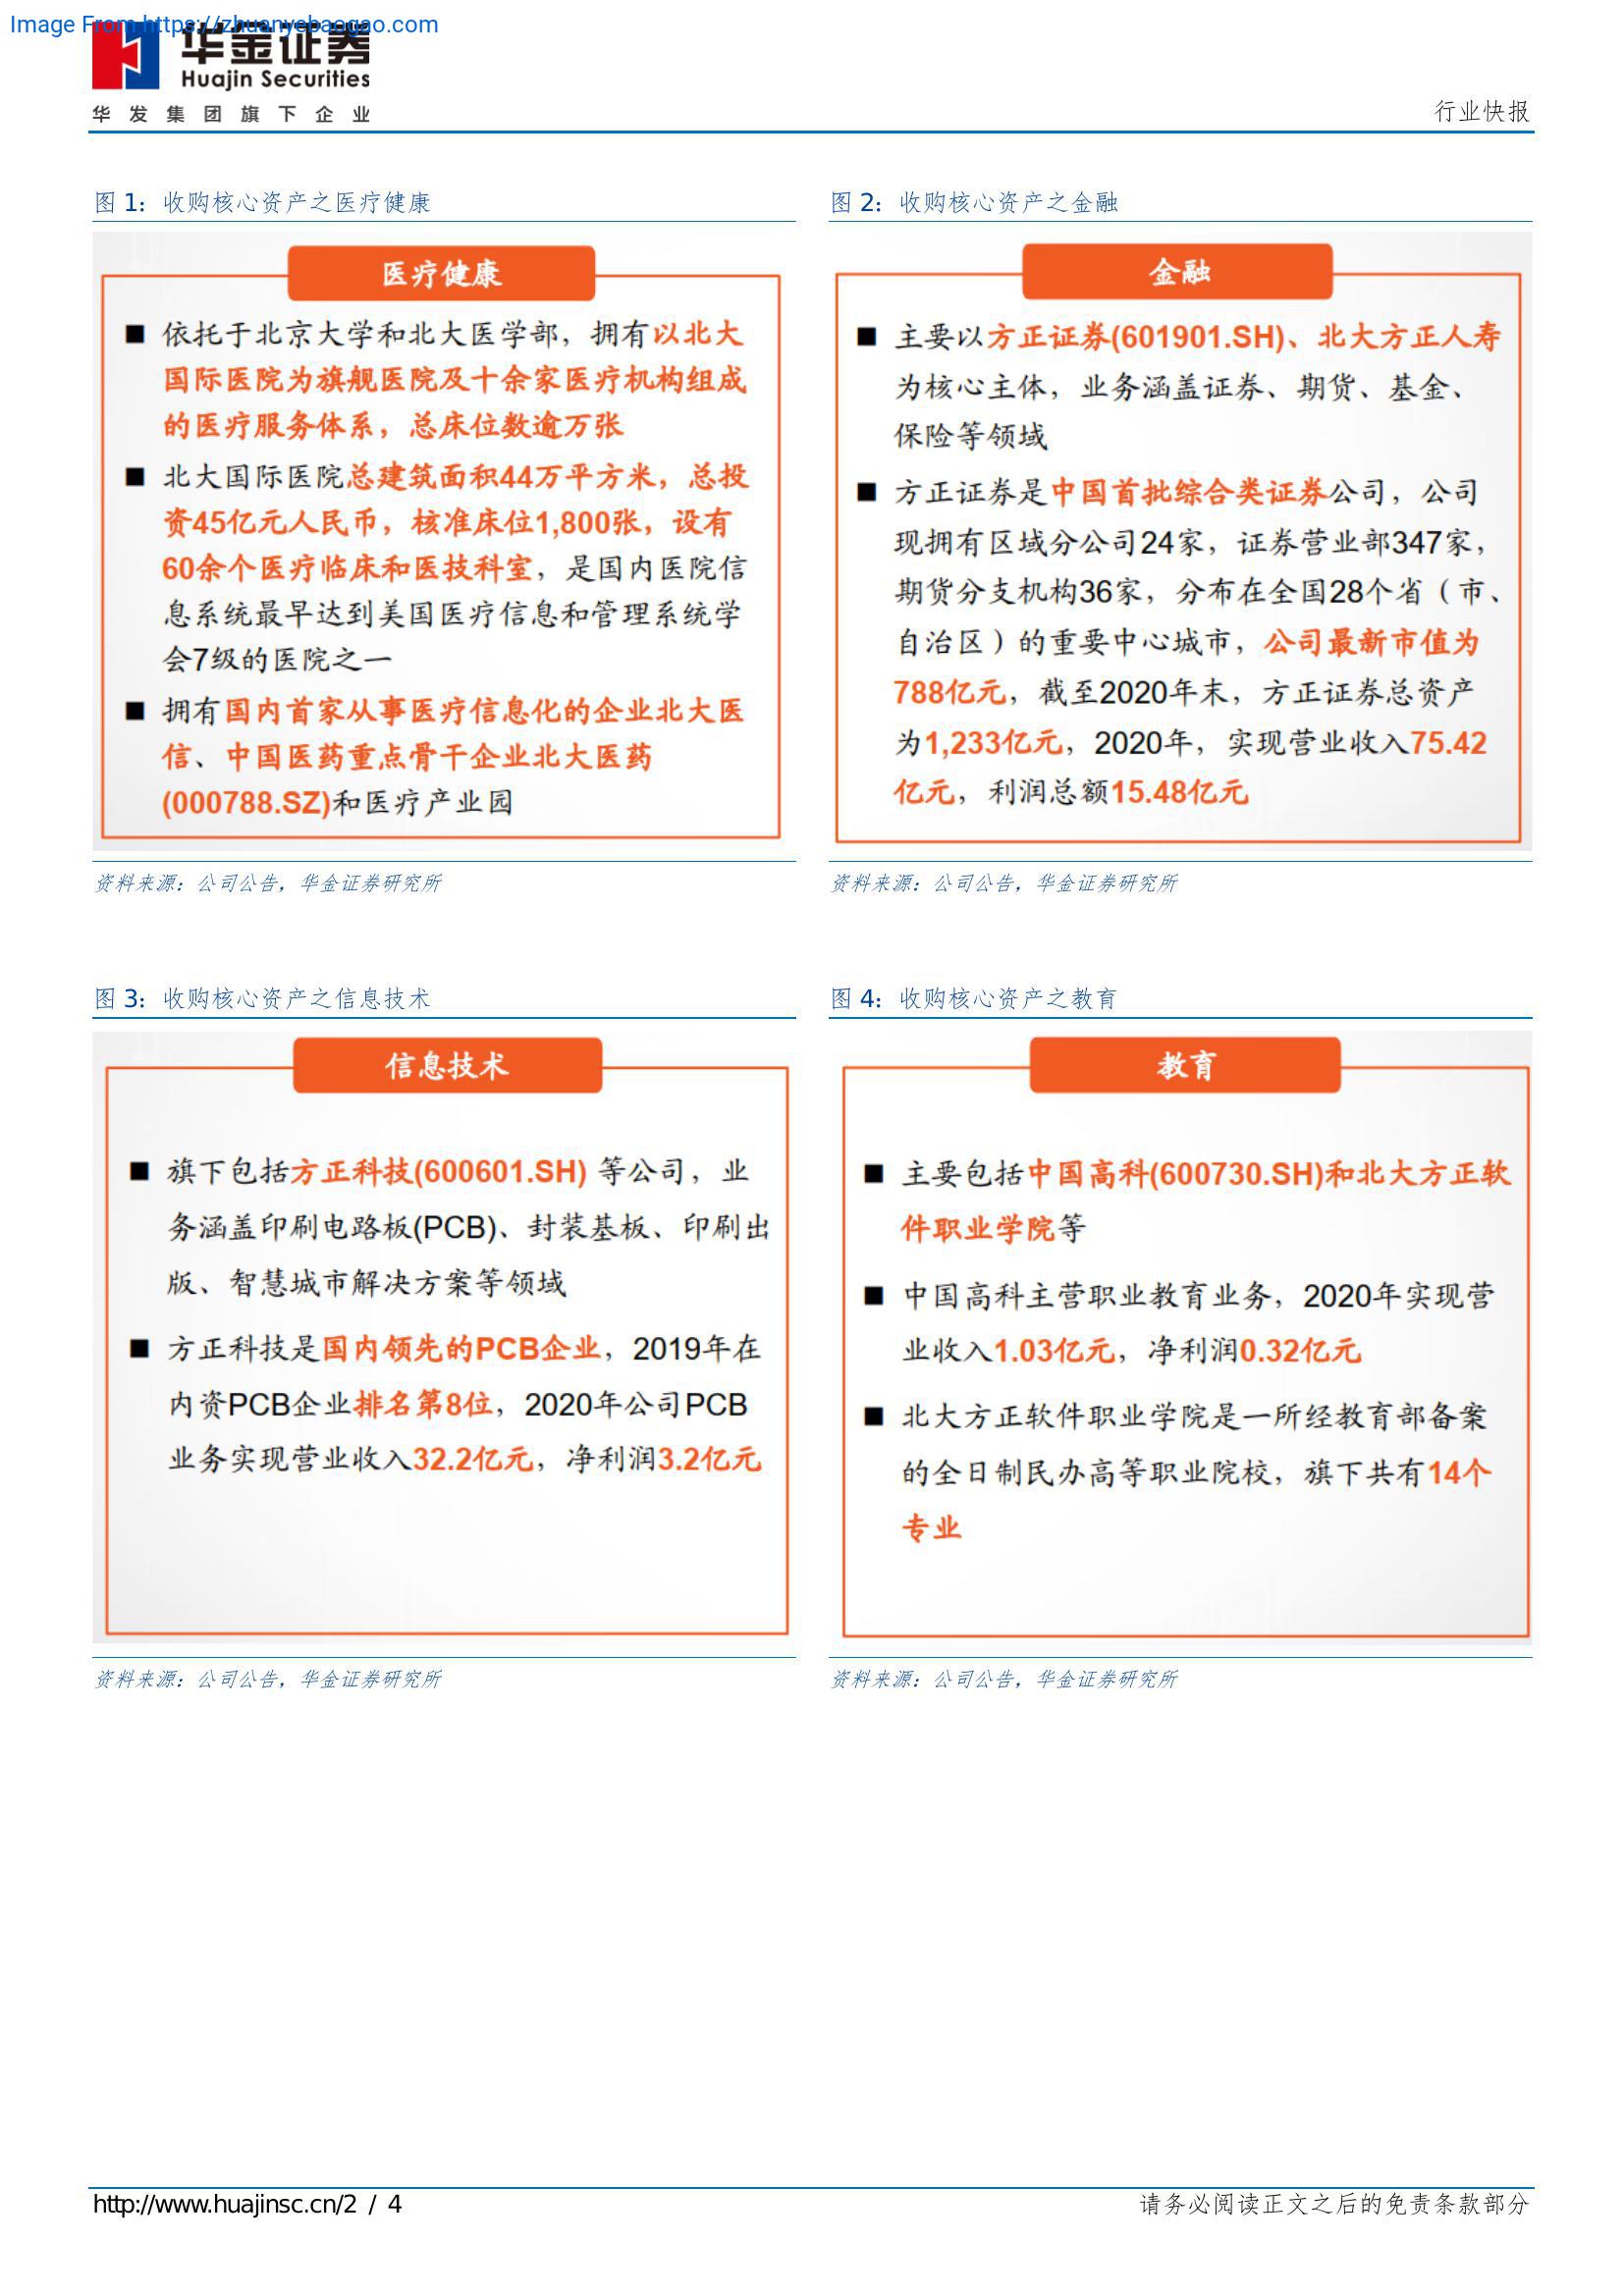 Image From https://zhuanyebaogao.com
华金证券
Huajin Securities
华发集团旗下企业
行业快报
图 1：收购核心资产之医疗健康
医疗健康
■ 依托于北京大学和北大医学部，拥有以北大
国际医院为旗舰医院及十余家医疗机构组成
的医疗服务体系，总床位数逾万张
■ 北大国际医院总建筑面积44万平方米，总投
资45亿元人民币，核准床位1,800张，设有
60余个医疗临床和医技科室，是国内医院信
息系统最早达到美国医疗信息和管理系统学
会7级的医院之一
■ 拥有国内首家从事医疗信息化的企业北大医
信、中国医药重点骨干企业北大医药
(000788.SZ)和医疗产业园
资料来源：公司公告，华金证券研究所
图 2：收购核心资产之金融
金融
■ 主要以方正证券(601901.SH)、北大方正人寿
为核心主体，业务涵盖证券、期货、基金、
保险等领域
■ 方正证券是中国首批综合类证券公司，公司
现拥有区域分公司24家，证券营业部347家，
期货分支机构36家，分布在全国28个省（市、
自治区）的重要中心城市，公司最新市值为
788亿元，截至2020年末，方正证券总资产
为1,233亿元，2020年，实现营业收入75.42
亿元，利润总额15.48亿元
资料来源：公司公告，华金证券研究所
图 3：收购核心资产之信息技术
信息技术
■ 旗下包括方正科技(600601.SH) 等公司，业
务涵盖印刷电路板(PCB)、封装基板、印刷出
版、智慧城市解决方案等领域
■ 方正科技是国内领先的PCB企业，2019年在
内资PCB企业排名第8位，2020年公司PCB
业务实现营业收入32.2亿元，净利润3.2亿元
资料来源：公司公告，华金证券研究所
图 4：收购核心资产之教育
教育
■ 主要包括中国高科(600730.SH)和北大方正软
件职业学院等
■ 中国高科主营职业教育业务，2020年实现营
业收入1.03亿元，净利润0.32亿元
■ 北大方正软件职业学院是一所经教育部备案
的全日制民办高等职业院校，旗下共有14个
专业
资料来源：公司公告，华金证券研究所
http://www.huajinsc.cn/2 / 4
请务必阅读正文之后的免责条款部分